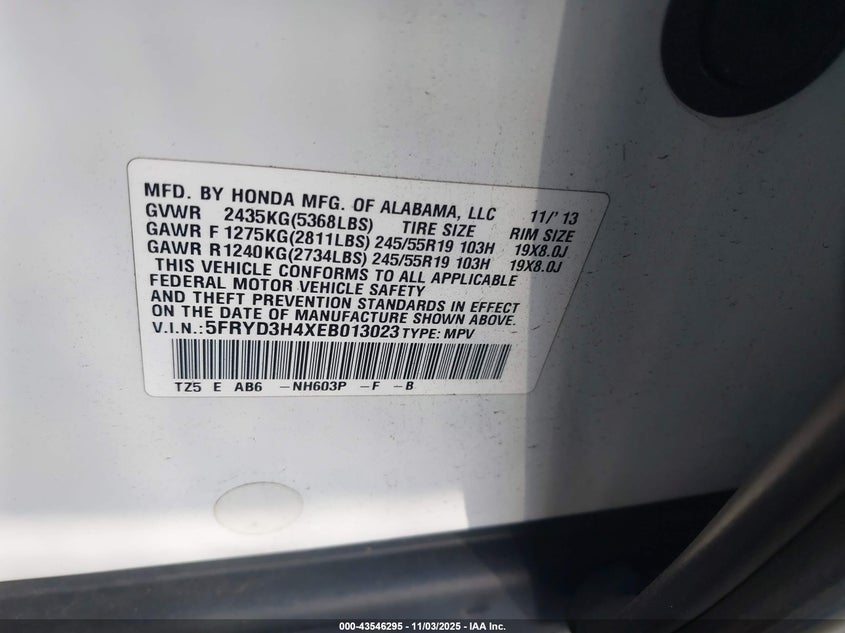 MFD. BY HONDA MFG. OF ALABAMA, LLC 11/'13
GVWR 2435KG(5368LBS) TIRE SIZE RIM SIZE
GAWR F 1275KG(2811LBS) 245/55R19 103H 19X8.0J
GAWR R 1240KG(2734LBS) 245/55R19 103H 19X8.0J
THIS VEHICLE CONFORMS TO ALL APPLICABLE
FEDERAL MOTOR VEHICLE SAFETY
AND THEFT PREVENTION STANDARDS IN EFFECT
ON THE DATE OF MANUFACTURE SHOWN ABOVE.
V.I.N.:5FRYD3H4XEB013023 TYPE: MPV
TZ5 E AB6 -NH603P -F -B
000-43546295 - 11/03/2025 - IAA Inc.